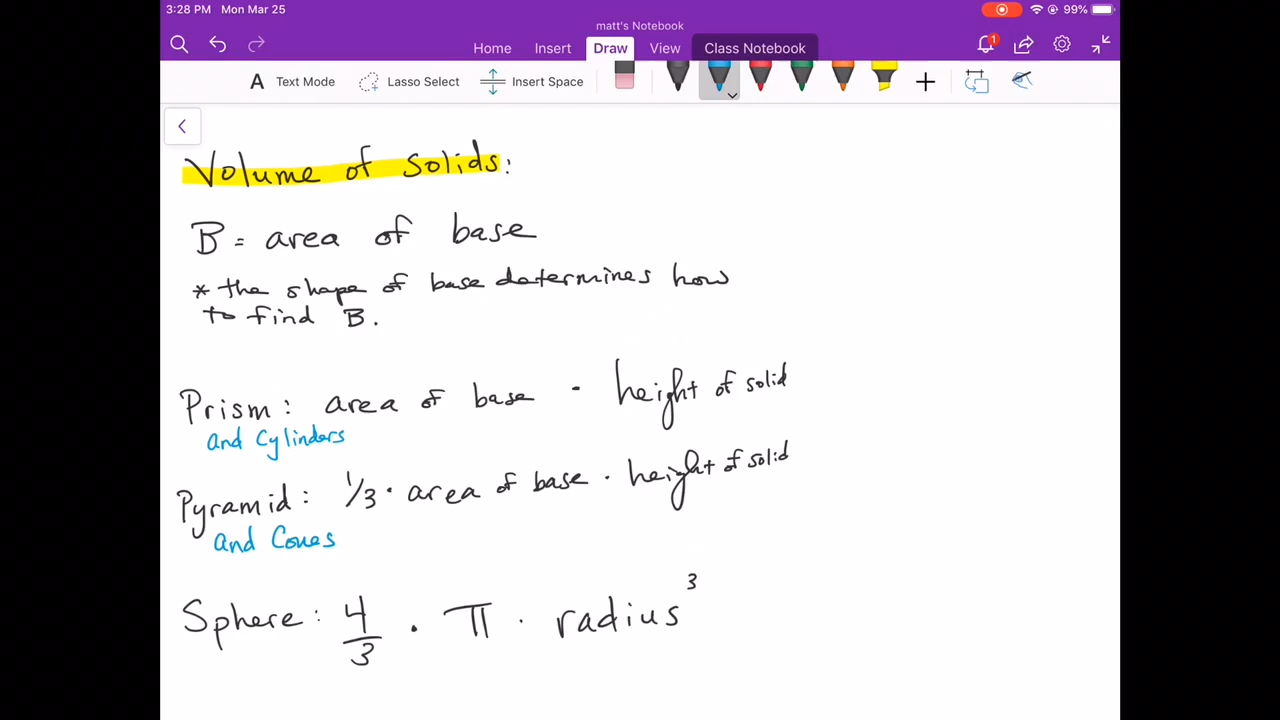 3:28 PM Mon Mar 25
99%
matt's Notebook
Home Insert Draw View Class Notebook
1
A Text Mode Lasso Select Insert Space
Volume of solids:
B = area of base
* the shape of base determines how
to find B.
Prism: area of base · height of solid
and Cylinders
Pyramid: 1/3 · area of base · height of solid
and Cones
Sphere: 4/3 · π · radius³